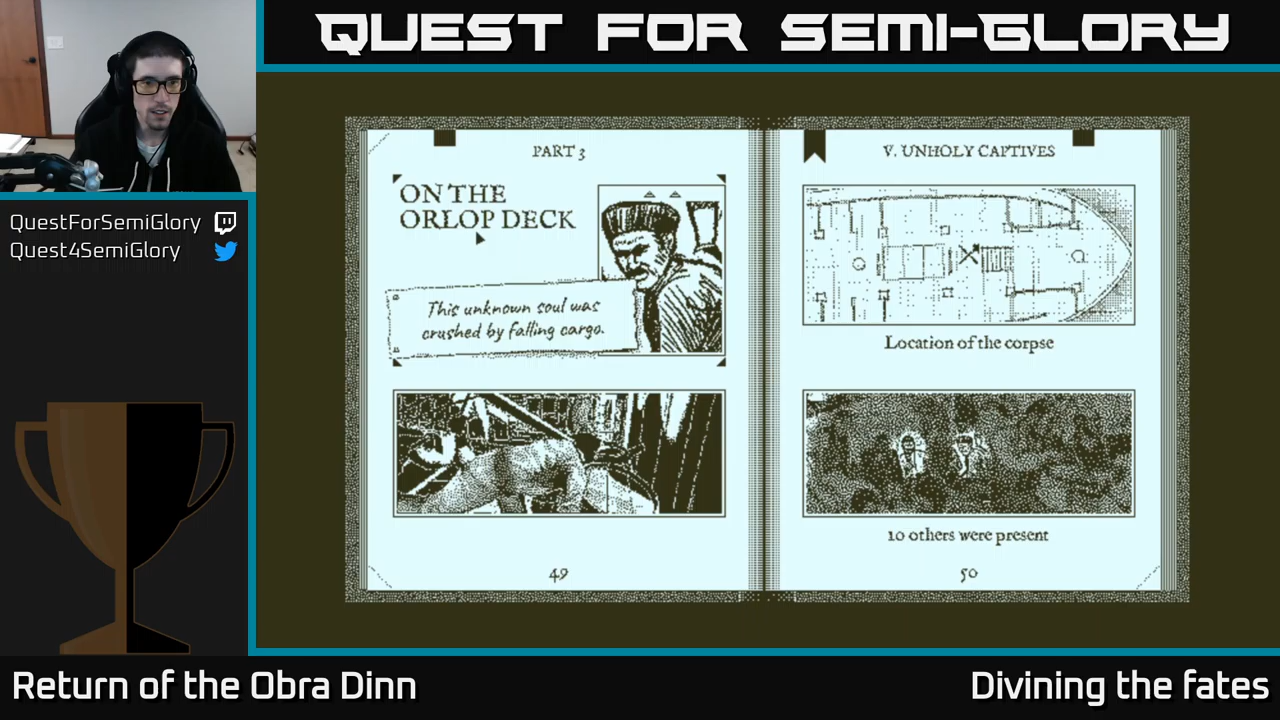 QUEST FOR SEMI-GLORY
QuestForSemiGlory
Quest4SemiGlory
PART 3
ON THE
ORLOP DECK
This unknown soul was
crushed by falling cargo.
49
V. UNHOLY CAPTIVES
Location of the corpse
10 others were present
50
Return of the Obra Dinn
Divining the fates